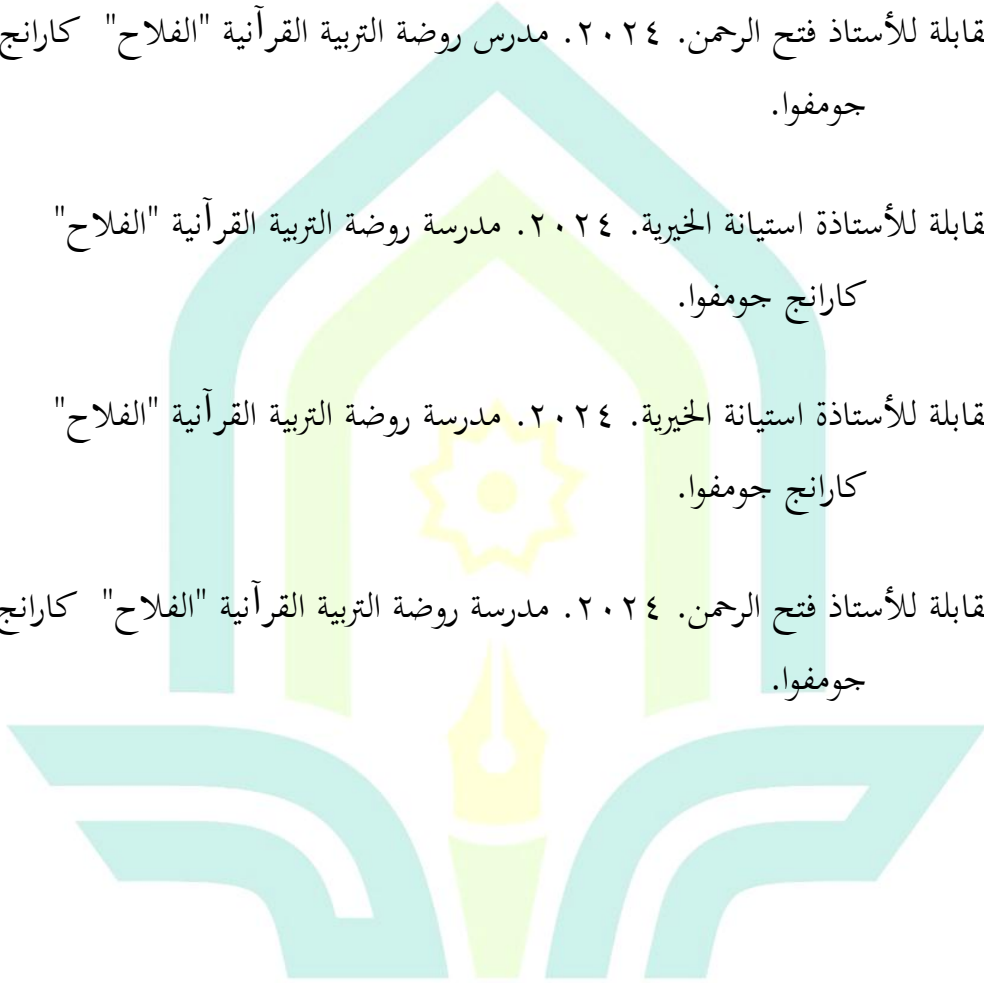 قابلة للأستاذ فتح الرحمن. ٢٠٢٤. مدرس روضة التربية القرآنية "الفلاح" كارانج
جومفوا.
قابلة للأستاذة استيانة الخيرية. ٢٠٢٤. مدرسة روضة التربية القرآنية "الفلاح"
كارانج جومفوا.
قابلة للأستاذة استيانة الخيرية. ٢٠٢٤. مدرسة روضة التربية القرآنية "الفلاح"
كارانج جومفوا.
قابلة للأستاذ فتح الرحمن. ٢٠٢٤. مدرسة روضة التربية القرآنية "الفلاح" كارانج
جومفوا.